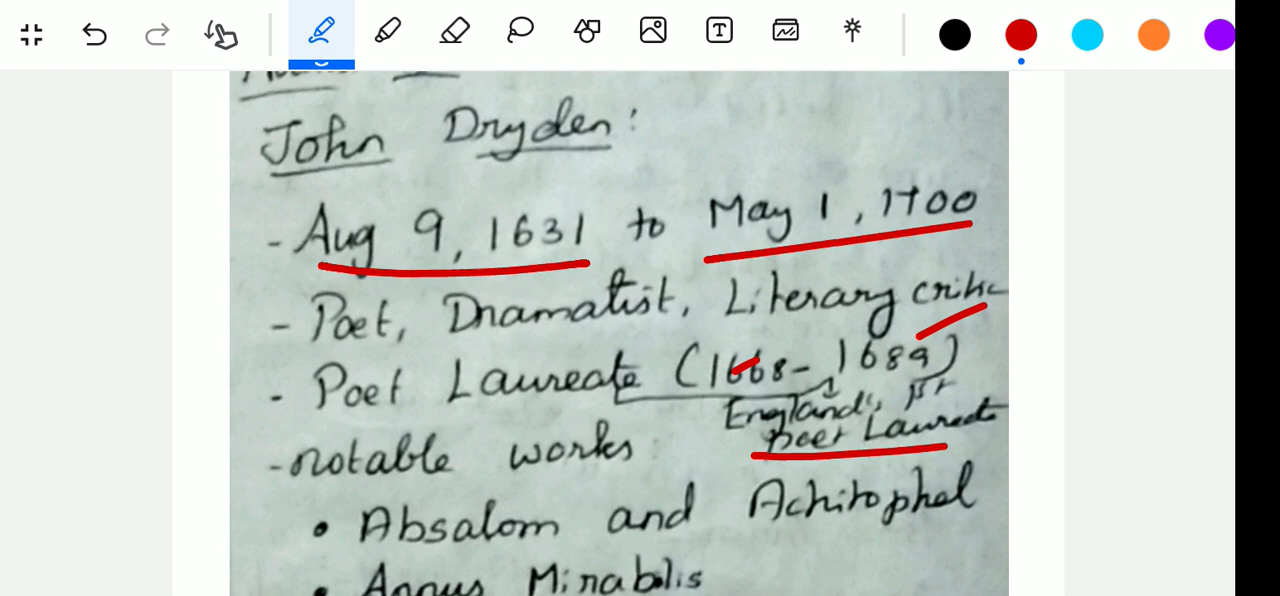 John Dryden:
- Aug 9, 1631 to May 1, 1700
- Poet, Dramatist, Literary critic
- Poet Laureate (1668-1689)
England's 1st
Poet Laureate
- notable works
• Absalom and Achitophel
• Annus Mirabalis
T